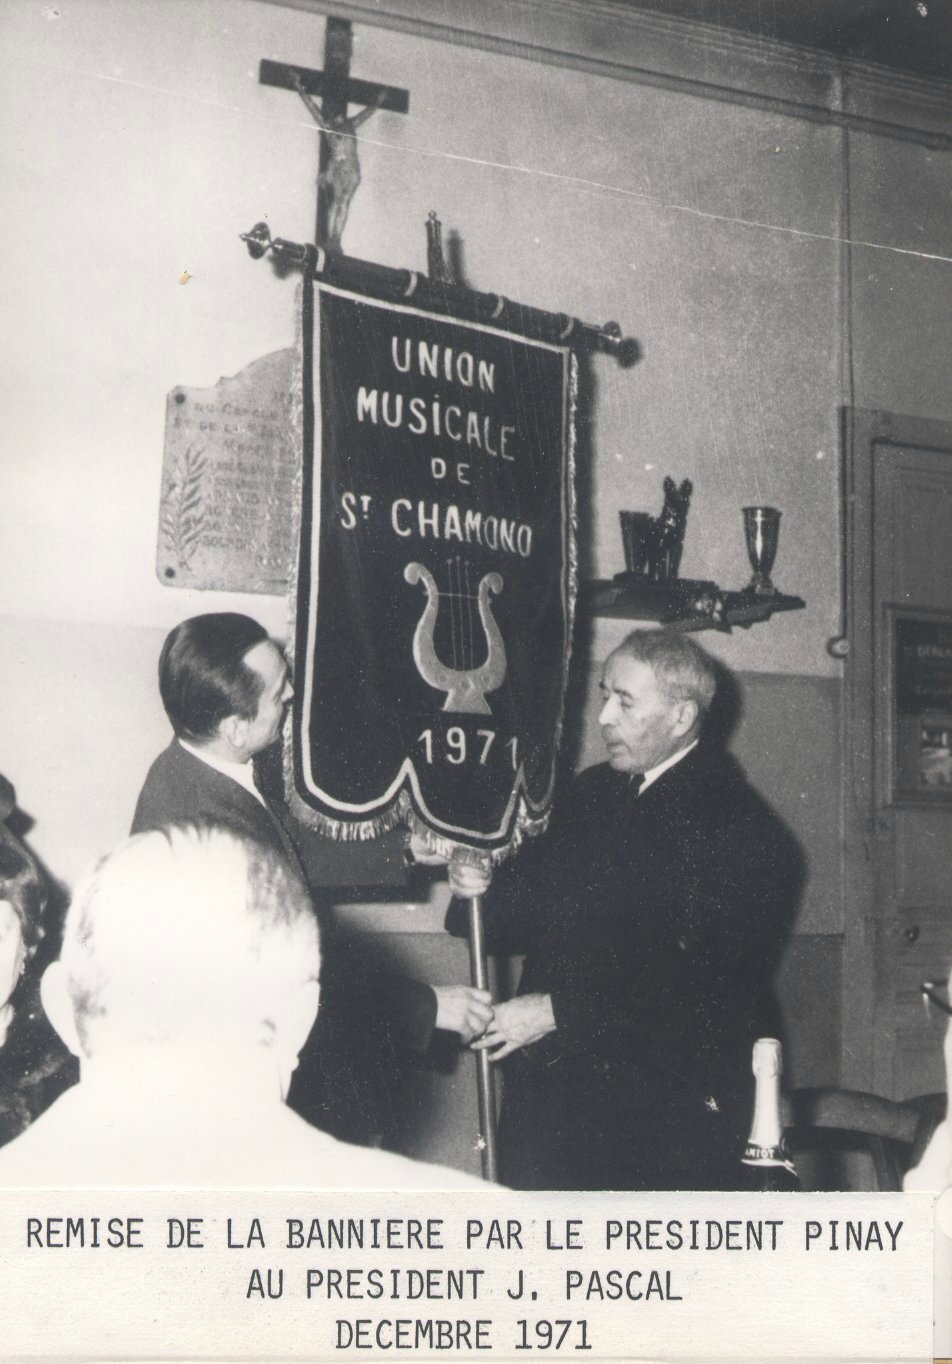 UNION
MUSICALE
DE
ST CHAMOND
1971
REMISE DE LA BANNIERE PAR LE PRESIDENT PINAY
AU PRESIDENT J. PASCAL
DECEMBRE 1971